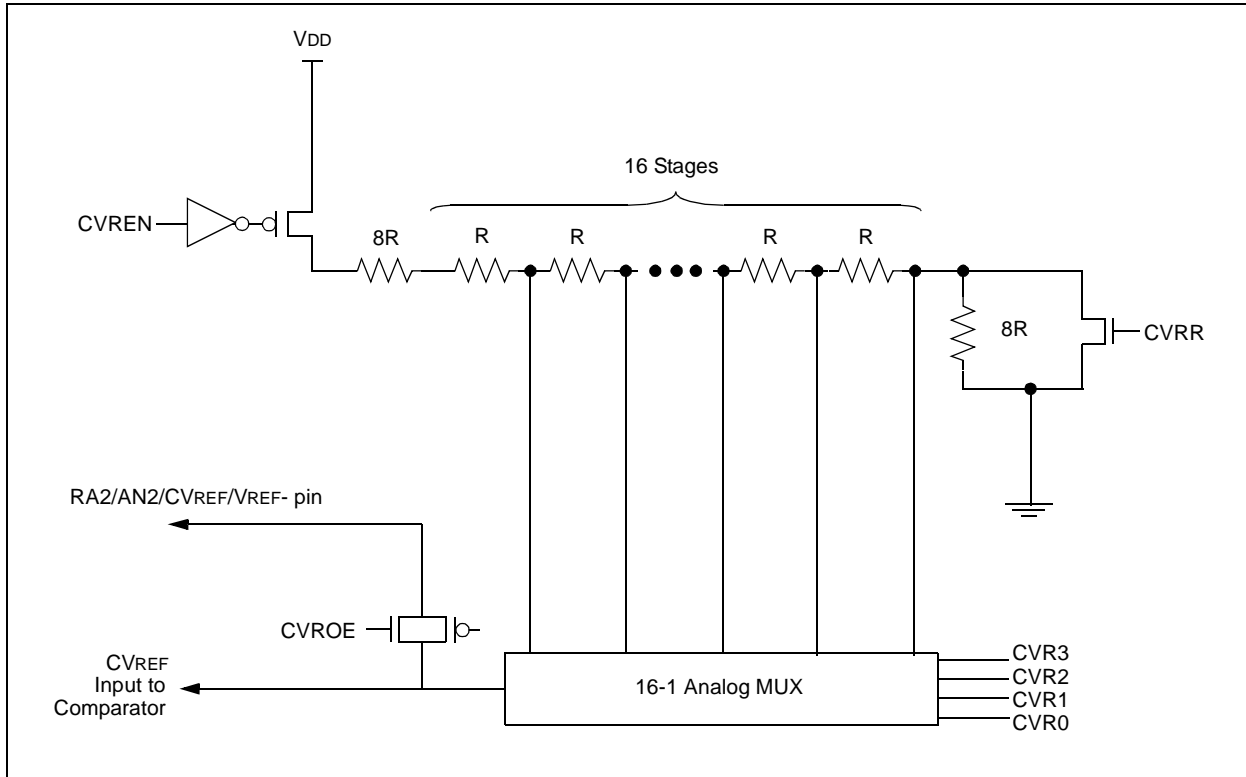 VDD
16 Stages
CVREN
8R
R
R
R
R
8R
CVRR
RA2/AN2/CVREF/VREF- pin
CVROE
CVREF
Input to
Comparator
16-1 Analog MUX
CVR3
CVR2
CVR1
CVR0